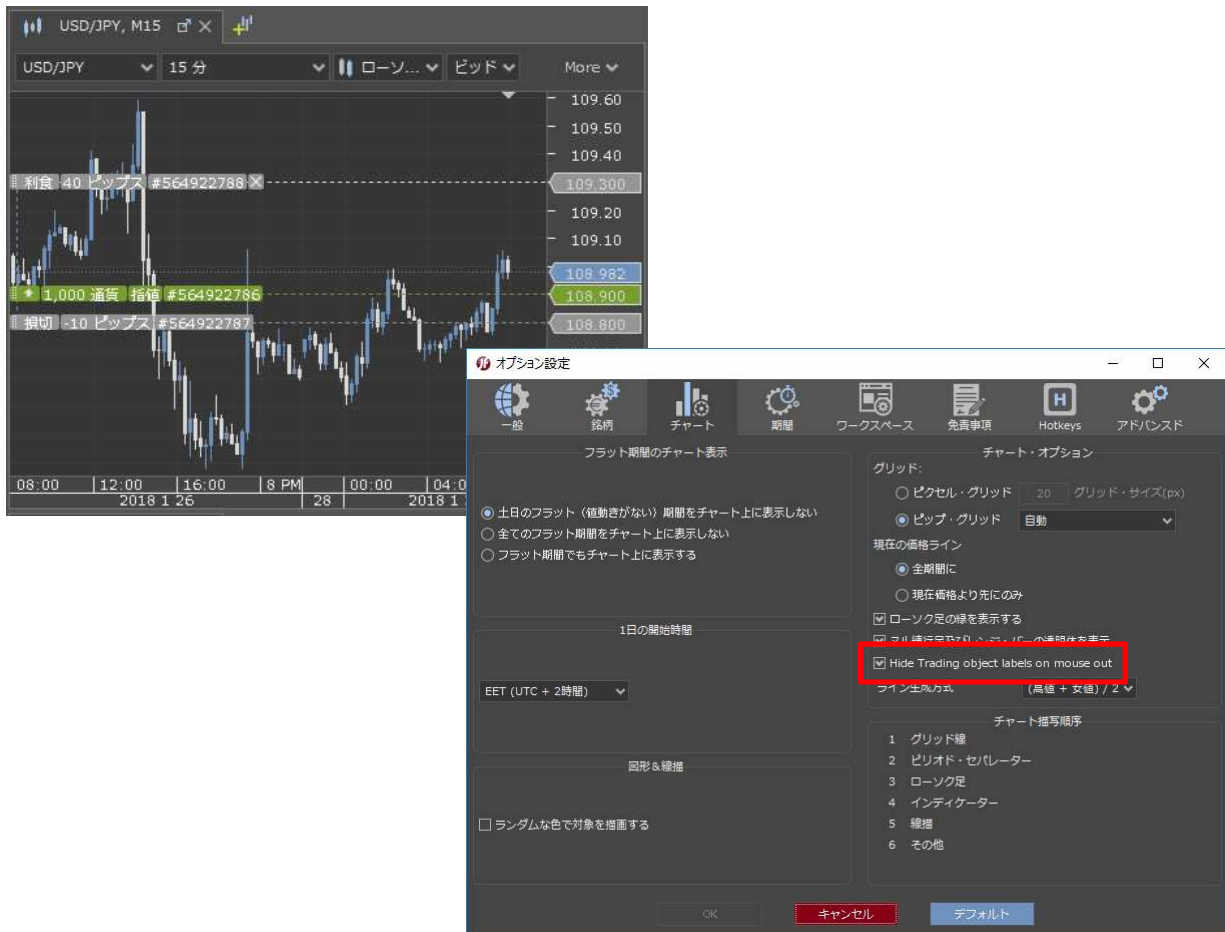 USD/JPY, M15
USD/JPY 15 分 ローソ... ビッド More
109.60
109.50
109.40
利食 40 ピップス #564922788 109.300
109.20
109.10
108.982
1,000 通貨 指値 #564922786 108.900
損切 -10 ピップス #564922787 108.800
08:00 12:00 16:00 8 PM 00:00 04:0
2018 1 26 28 2018 1
オプション設定
一般 銘柄 チャート 期間 ワークスペース 免責事項 Hotkeys アドバンスド
フラット期間のチャート表示
土日のフラット（値動きがない）期間をチャート上に表示しない
全てのフラット期間をチャート上に表示しない
フラット期間でもチャート上に表示する
1日の開始時間
EET (UTC + 2時間)
図形＆線描
ランダムな色で対象を描画する
チャート・オプション
グリッド:
ピクセル・グリッド 20 グリッド・サイズ(px)
ピップ・グリッド 自動
現在の価格ライン
全期間に
現在価格より先にのみ
ローソク足の縁を表示する
Hide Trading object labels on mouse out
ライン生成方式 (高値 + 安値) / 2
チャート描写順序
1 グリッド線
2 ピリオド・セパレーター
3 ローソク足
4 インディケーター
5 線描
6 その他
OK キャンセル デフォルト